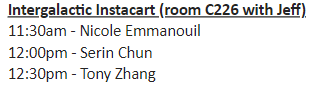 Intergalactic Instacart (room C226 with Jeff)
11:30am - Nicole Emmanouil
12:00pm - Serin Chun
12:30pm - Tony Zhang